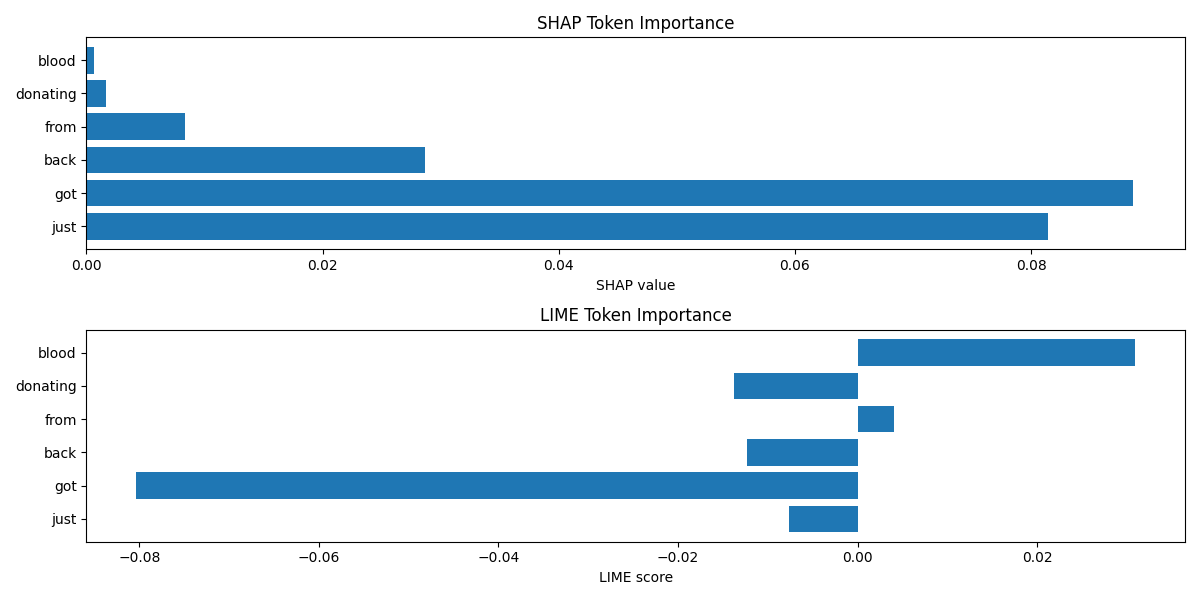 SHAP Token Importance
blood
donating
from
back
got
just
0.00 0.02 0.04 0.06 0.08
SHAP value
LIME Token Importance
blood
donating
from
back
got
just
−0.08 −0.06 −0.04 −0.02 0.00 0.02
LIME score